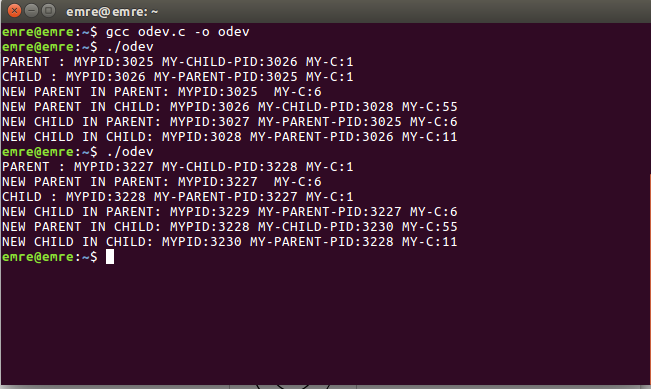 emre@emre: ~
emre@emre:~$ gcc odev.c -o odev
emre@emre:~$ ./odev
PARENT : MYPID:3025 MY-CHILD-PID:3026 MY-C:1
CHILD : MYPID:3026 MY-PARENT-PID:3025 MY-C:1
NEW PARENT IN PARENT: MYPID:3025  MY-C:6
NEW PARENT IN CHILD: MYPID:3026 MY-CHILD-PID:3028 MY-C:55
NEW CHILD IN PARENT: MYPID:3027 MY-PARENT-PID:3025 MY-C:6
NEW CHILD IN CHILD: MYPID:3028 MY-PARENT-PID:3026 MY-C:11
emre@emre:~$ ./odev
PARENT : MYPID:3227 MY-CHILD-PID:3228 MY-C:1
NEW PARENT IN PARENT: MYPID:3227  MY-C:6
CHILD : MYPID:3228 MY-PARENT-PID:3227 MY-C:1
NEW CHILD IN PARENT: MYPID:3229 MY-PARENT-PID:3227 MY-C:6
NEW PARENT IN CHILD: MYPID:3228 MY-CHILD-PID:3230 MY-C:55
NEW CHILD IN CHILD: MYPID:3230 MY-PARENT-PID:3228 MY-C:11
emre@emre:~$